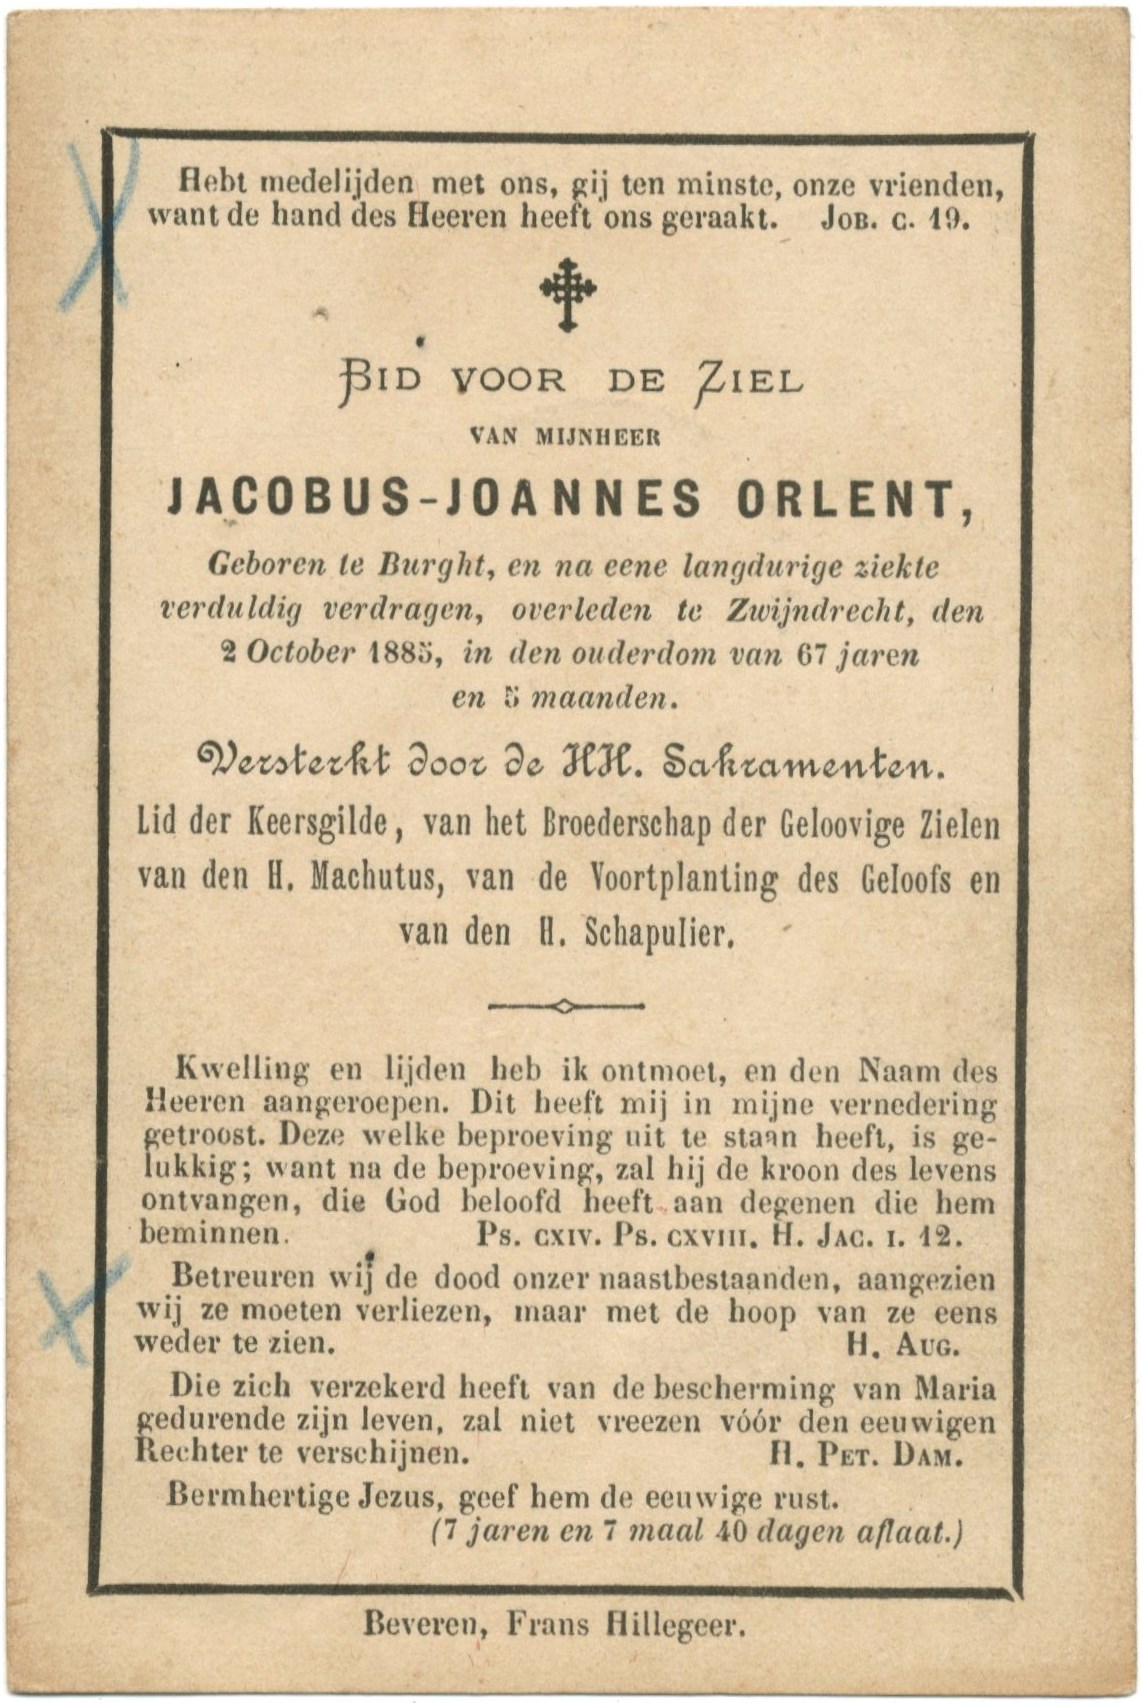 Hebt medelijden met ons, gij ten minste, onze vrienden,
want de hand des Heeren heeft ons geraakt. Job. c. 19.
Bid voor de Ziel
VAN MIJNHEER
JACOBUS-JOANNES ORLENT,
Geboren te Burght, en na eene langdurige ziekte
verduldig verdragen, overleden te Zwijndrecht, den
2 October 1885, in den ouderdom van 67 jaren
en 5 maanden.
Versterkt door de HH. Sakramenten.
Lid der Keersgilde, van het Broederschap der Geloovige Zielen
van den H. Machutus, van de Voortplanting des Geloofs en
van den H. Schapulier.
Kwelling en lijden heb ik ontmoet, en den Naam des
Heeren aangeroepen. Dit heeft mij in mijne vernedering
getroost. Deze welke beproeving uit te staan heeft, is ge-
lukkig; want na de beproeving, zal hij de kroon des levens
ontvangen, die God beloofd heeft aan degenen die hem
beminnen. Ps. cxiv. Ps. cxviii. H. Jac. i. 12.
Betreuren wij de dood onzer naastbestaanden, aangezien
wij ze moeten verliezen, maar met de hoop van ze eens
weder te zien. H. Aug.
Die zich verzekerd heeft van de bescherming van Maria
gedurende zijn leven, zal niet vreezen vóór den eeuwigen
Rechter te verschijnen. H. Pet. Dam.
Bermhertige Jezus, geef hem de eeuwige rust.
(7 jaren en 7 maal 40 dagen aflaat.)
Beveren, Frans Hillegeer.